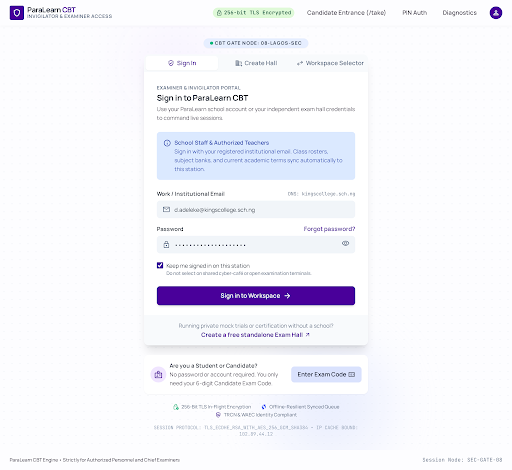 ParaLearn CBT
INVIGILATOR & EXAMINER ACCESS
256-bit TLS Encrypted
Candidate Entrance (/take)
PIN Auth
Diagnostics
CBT GATE NODE: 08-LAGOS-SEC
Sign In
Create Hall
Workspace Selector
EXAMINER & INVIGILATOR PORTAL
Sign in to ParaLearn CBT
Use your ParaLearn school account or your independent exam hall credentials
to command live sessions.
School Staff & Authorized Teachers
Sign in with your registered institutional email. Class rosters,
subject banks, and current academic terms sync automatically to
this station.
Work / Institutional Email
DNS: kingscollege.sch.ng
d.adeleke@kingscollege.sch.ng
Password
Forgot password?
••••••••••••••••••••
Keep me signed in on this station
Do not select on shared cyber-café or open examination terminals.
Sign in to Workspace →
Running private mock trials or certification without a school?
Create a free standalone Exam Hall ↗
Are you a Student or Candidate?
No password or account required. You only
need your 6-digit Candidate Exam Code
Enter Exam Code
256-Bit TLS In-Flight Encryption
Offline-Resilient Synced Queue
TRCN & WAEC Identity Compliant
ParaLearn CBT Engine • Strictly for Authorized Personnel and Chief Examiners
Session Node: SEC-GATE-08